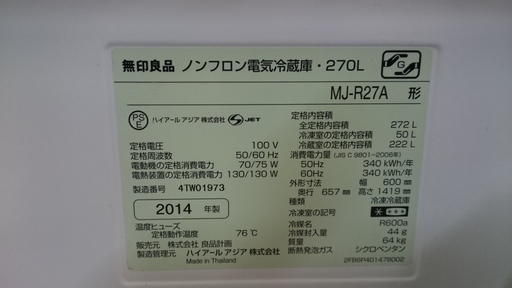 無印良品 ノンフロン電気冷蔵庫・270L
G
MJ-R27A 形
PS
E
ハイアール アジア 株式会社 JET
定格電圧 100 V
定格周波数 50/60 Hz
電動機の定格消費電力 70/75 W
電熱装置の定格消費電力 130/130 W
製造番号 4TW01973
2014 年製
温度ヒューズ
定格動作温度 76℃
販売元 株式会社 良品計画
製造管理元 ハイアール アジア 株式会社
Made in Thailand
定格内容積
全定格内容積 272 L
冷凍室の定格内容積 50 L
冷蔵室の定格内容積 222 L
消費電力量 (JIS C 9801-2006年)
50Hz 340 kWh/年
60Hz 340 kWh/年
外形寸法 幅 600 mm
奥行 657 mm 高さ 1419 mm
種類 冷凍冷蔵庫
冷凍室の記号
冷媒 R600a
冷媒封入量 44 g
質量 64 kg
断熱発泡ガス シクロペンタン
2FB6P401478002